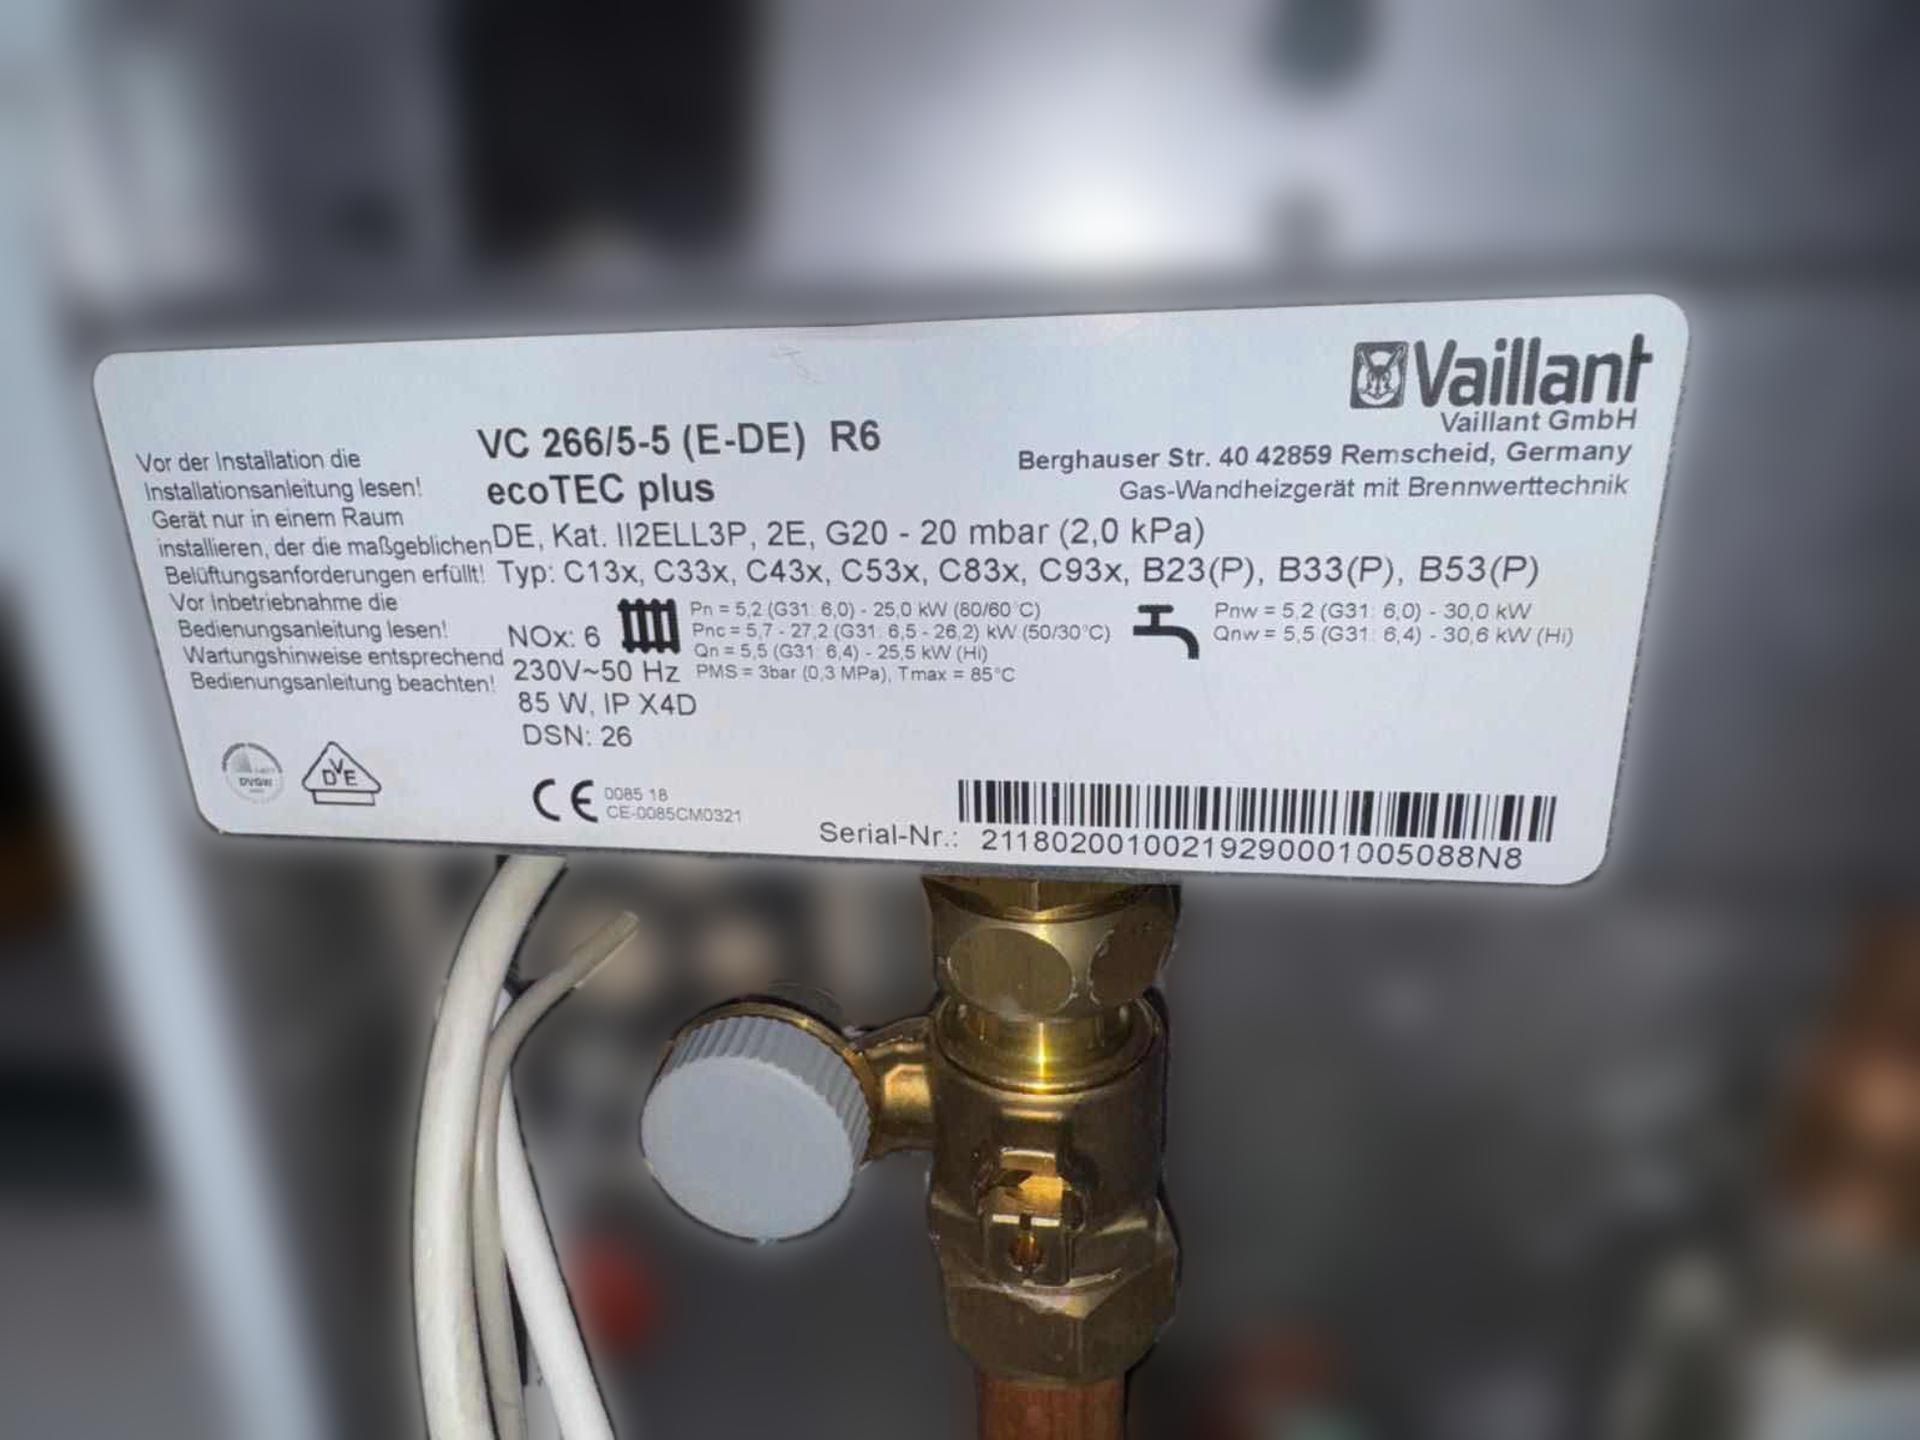 Vaillant
Vaillant GmbH
Berghauser Str. 40 42859 Remscheid, Germany
Gas-Wandheizgerät mit Brennwerttechnik
VC 266/5-5 (E-DE) R6
ecoTEC plus
Vor der Installation die
Installationsanleitung lesen!
Gerät nur in einem Raum
installieren, der die maßgeblichen
Belüftungsanforderungen erfüllt!
Vor Inbetriebnahme die
Bedienungsanleitung lesen!
Wartungshinweise entsprechend
Bedienungsanleitung beachten!
DE, Kat. II2ELL3P, 2E, G20 - 20 mbar (2,0 kPa)
Typ: C13x, C33x, C43x, C53x, C83x, C93x, B23(P), B33(P), B53(P)
NOx: 6
230V~50 Hz
85 W, IP X4D
DSN: 26
Pn = 5,2 (G31: 6,0) - 25,0 kW (80/60°C)
Pnc = 5,7 - 27,2 (G31: 6,5 - 26,2) kW (50/30°C)
Qn = 5,5 (G31: 6,4) - 25,5 kW (Hi)
PMS = 3bar (0,3 MPa), Tmax = 85°C
Pnw = 5,2 (G31: 6,0) - 30,0 kW
Qnw = 5,5 (G31: 6,4) - 30,6 kW (Hi)
DVGW
DVE
CE 0085 18
CE-0085CM0321
Serial-Nr.: 21180200100219290001005088N8